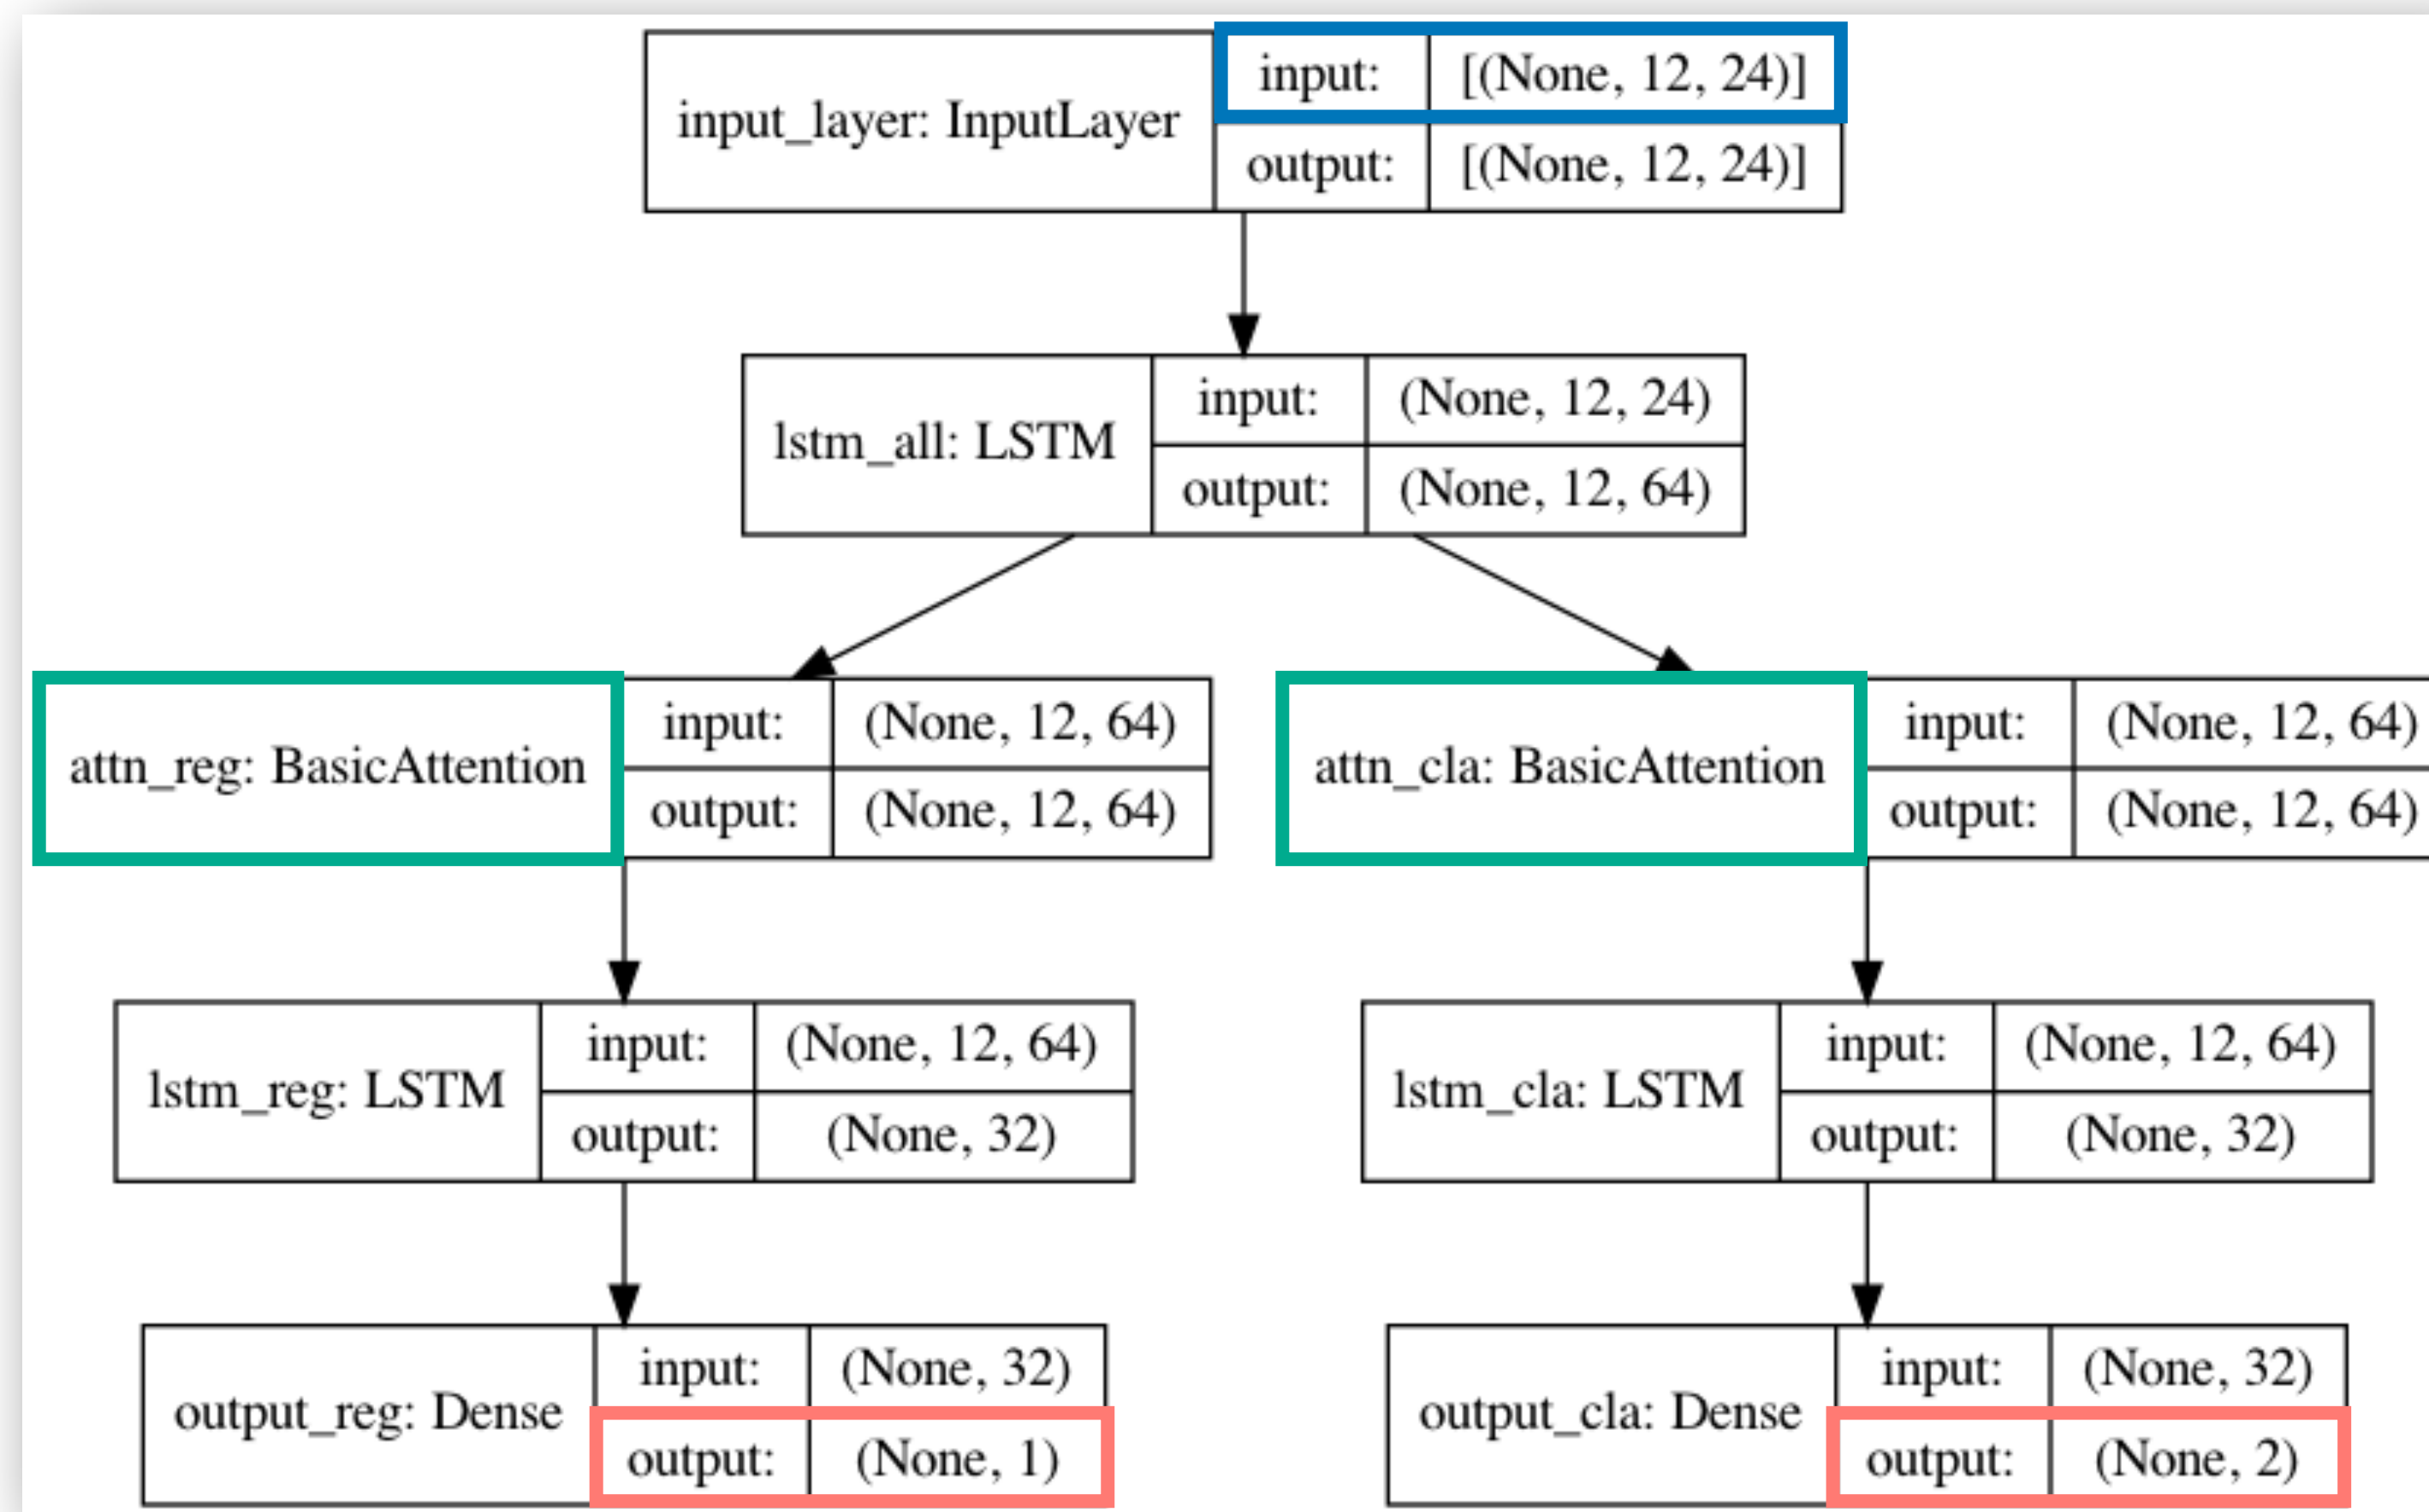 input_layer: InputLayer
input: [(None, 12, 24)]
output: [(None, 12, 24)]
lstm_all: LSTM
input: (None, 12, 24)
output: (None, 12, 64)
attn_reg: BasicAttention
input: (None, 12, 64)
output: (None, 12, 64)
attn_cla: BasicAttention
input: (None, 12, 64)
output: (None, 12, 64)
lstm_reg: LSTM
input: (None, 12, 64)
output: (None, 32)
lstm_cla: LSTM
input: (None, 12, 64)
output: (None, 32)
output_reg: Dense
input: (None, 32)
output: (None, 1)
output_cla: Dense
input: (None, 32)
output: (None, 2)